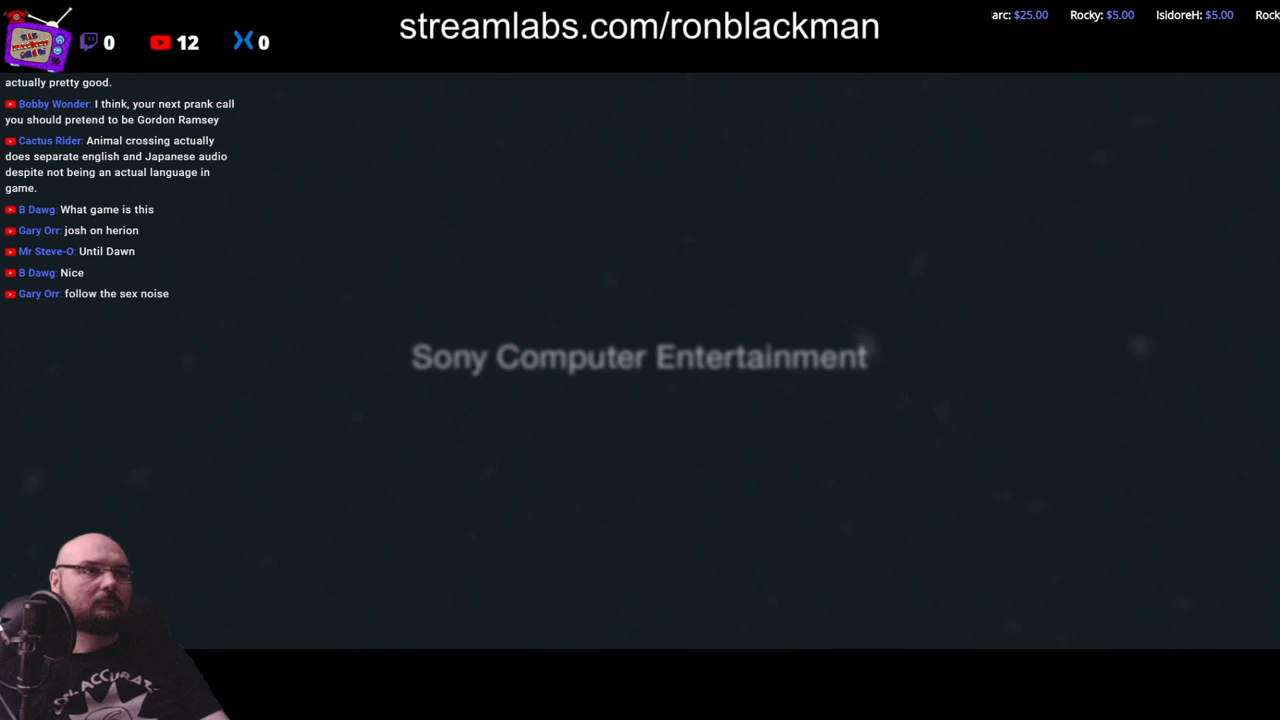 streamlabs.com/ronblackman
arc: $25.00 Rocky: $5.00 IsidoreH: $5.00 Rock
0 12 0
actually pretty good.
Bobby Wonder: I think, your next prank call
you should pretend to be Gordon Ramsey
Cactus Rider: Animal crossing actually
does separate english and Japanese audio
despite not being an actual language in
game.
B Dawg: What game is this
Gary Orr: josh on herion
Mr Steve-O: Until Dawn
B Dawg: Nice
Gary Orr: follow the sex noise
Sony Computer Entertainment